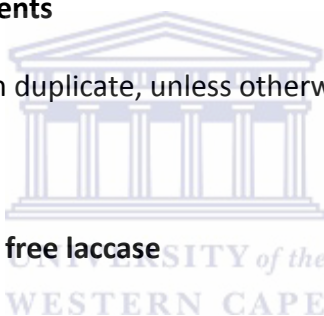 ents
n duplicate, unless otherw
free laccase
UNIVERSITY of the
WESTERN CAPE